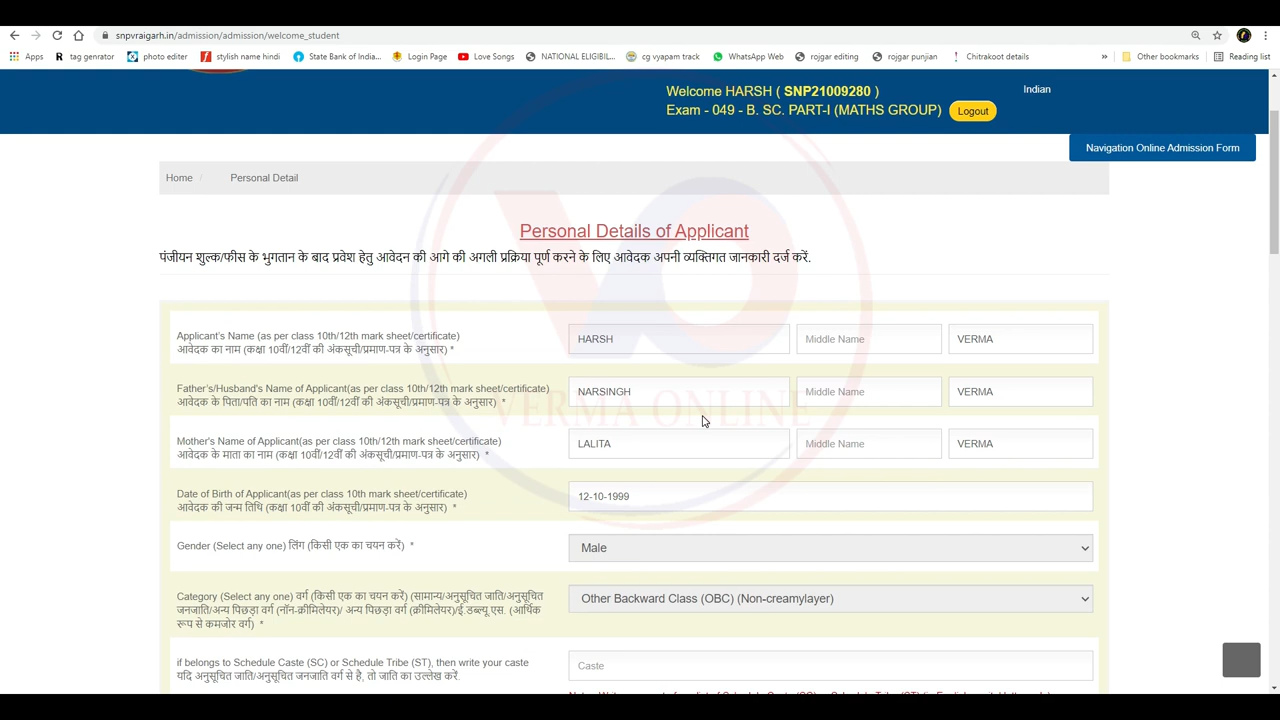 snpvraigarh.in/admission/admission/welcome_student
Apps R tag genrator photo editer stylish name hindi State Bank of India... Login Page Love Songs NATIONAL ELIGIBIL... cg vyapam track WhatsApp Web rojgar editing rojgar punjian Chitrakoot details » Other bookmarks Reading list
Welcome HARSH ( SNP21009280 ) Indian
Exam - 049 - B. SC. PART-I (MATHS GROUP) Logout
Navigation Online Admission Form
Home / Personal Detail
Personal Details of Applicant
पंजीयन शुल्क/फीस के भुगतान के बाद प्रवेश हेतु आवेदन की आगे की अगली प्रक्रिया पूर्ण करने के लिए आवेदक अपनी व्यक्तिगत जानकारी दर्ज करें.
Applicant's Name (as per class 10th/12th mark sheet/certificate)
आवेदक का नाम (कक्षा 10वीं/12वीं की अंकसूची/प्रमाण-पत्र के अनुसार) *
HARSH Middle Name VERMA
Father's/Husband's Name of Applicant(as per class 10th/12th mark sheet/certificate)
आवेदक के पिता/पति का नाम (कक्षा 10वीं/12वीं की अंकसूची/प्रमाण-पत्र के अनुसार) *
NARSINGH Middle Name VERMA
VERMA ONLINE
Mother's Name of Applicant(as per class 10th/12th mark sheet/certificate)
आवेदक के माता का नाम (कक्षा 10वीं/12वीं की अंकसूची/प्रमाण-पत्र के अनुसार) *
LALITA Middle Name VERMA
Date of Birth of Applicant(as per class 10th mark sheet/certificate)
आवेदक की जन्म तिथि (कक्षा 10वीं की अंकसूची/प्रमाण-पत्र के अनुसार) *
12-10-1999
Gender (Select any one) लिंग (किसी एक का चयन करें) *
Male
Category (Select any one) वर्ग (किसी एक का चयन करें) (सामान्य/अनुसूचित जाति/अनुसूचित
जनजाति/अन्य पिछड़ा वर्ग (नॉन-क्रीमिलेयर)/ अन्य पिछड़ा वर्ग (क्रीमिलेयर)/ई.डब्ल्यू.एस. (आर्थिक
रूप से कमजोर वर्ग) *
Other Backward Class (OBC) (Non-creamylayer)
if belongs to Schedule Caste (SC) or Schedule Tribe (ST), then write your caste
यदि अनुसूचित जाति/अनुसूचित जनजाति वर्ग से है, तो जाति का उल्लेख करें.
Caste